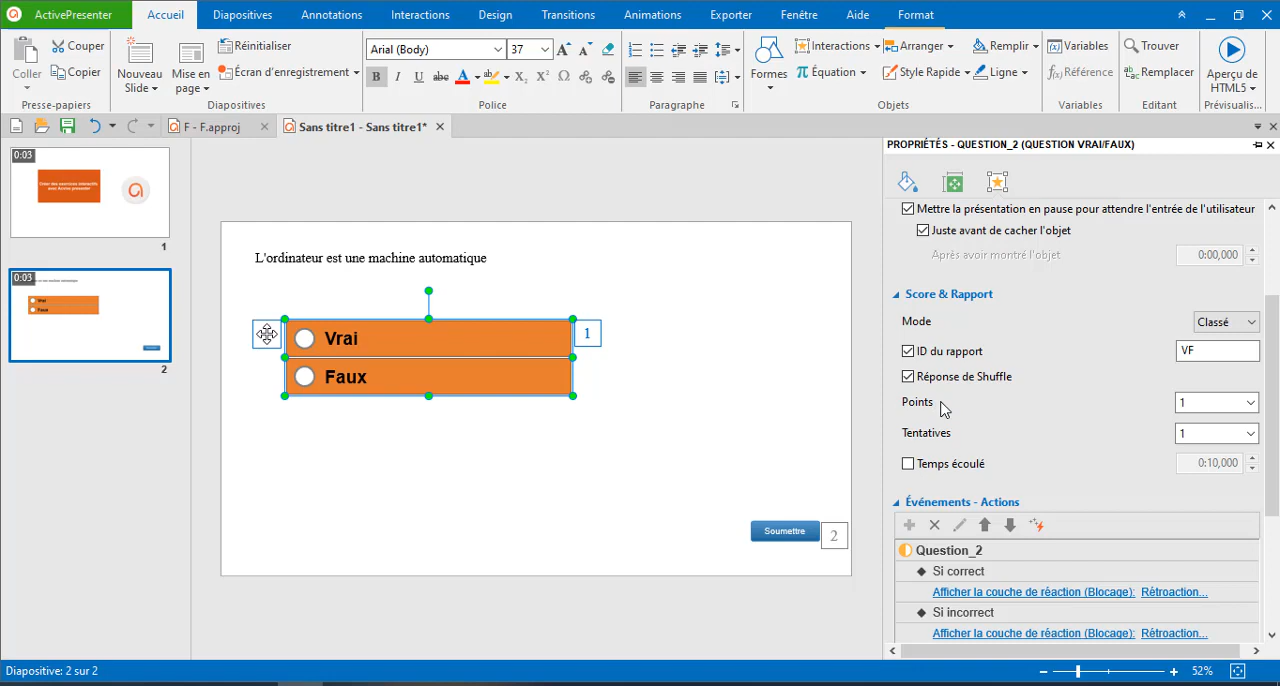 ActivePresenter
Accueil
Diapositives
Annotations
Interactions
Design
Transitions
Animations
Exporter
Fenêtre
Aide
Format
Coller
Couper
Copier
Presse-papiers
Nouveau Slide
Mise en page
Réinitialiser
Écran d'enregistrement
Diapositives
Arial (Body)
37
B I U abc A ab X₂ X² Ω
Police
Paragraphe
Formes
Interactions
Équation
Arranger
Style Rapide
Remplir
Ligne
Objets
(x) Variables
f(x) Référence
Variables
Trouver
Remplacer
Editant
Aperçu de HTML5
Prévisualis...
F - F.approj
Sans titre1 - Sans titre1*
0:03
1
0:03
2
L'ordinateur est une machine automatique
Vrai
Faux
1
Soumettre
2
PROPRIÉTÉS - QUESTION_2 (QUESTION VRAI/FAUX)
Mettre la présentation en pause pour attendre l'entrée de l'utilisateur
Juste avant de cacher l'objet
Après avoir montré l'objet 0:00,000
Score & Rapport
Mode Classé
ID du rapport VF
Réponse de Shuffle
Points 1
Tentatives 1
Temps écoulé 0:10,000
Événements - Actions
Question_2
Si correct
Afficher la couche de réaction (Blocage): Rétroaction...
Si incorrect
Afficher la couche de réaction (Blocage): Rétroaction...
Diapositive: 2 sur 2
52%